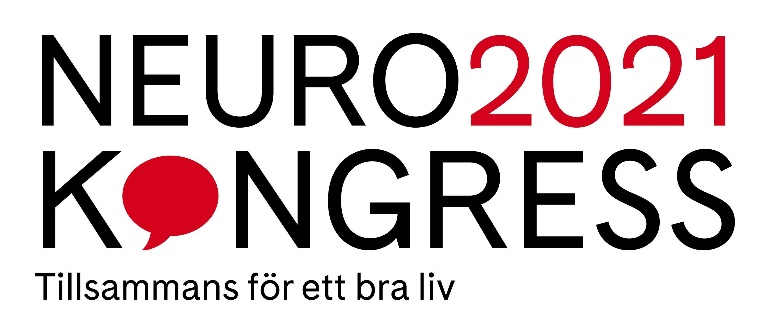 NEURO2021
KONGRESS
Tillsammans för ett bra liv